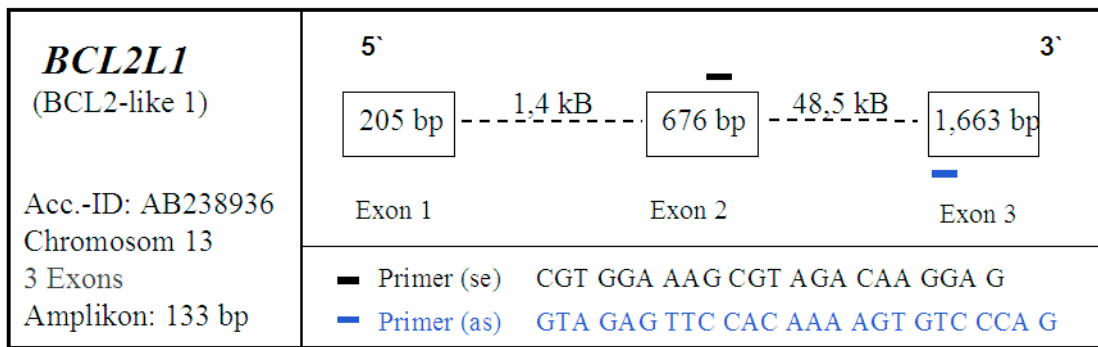 BCL2L1
(BCL2-like 1)
Acc.-ID: AB238936
Chromosom 13
3 Exons
Amplikon: 133 bp
5` 3`
205 bp 1,4 kB 676 bp 48,5 kB 1,663 bp
Exon 1 Exon 2 Exon 3
Primer (se) CGT GGA AAG CGT AGA CAA GGA G
Primer (as) GTA GAG TTC CAC AAA AGT GTC CCA G